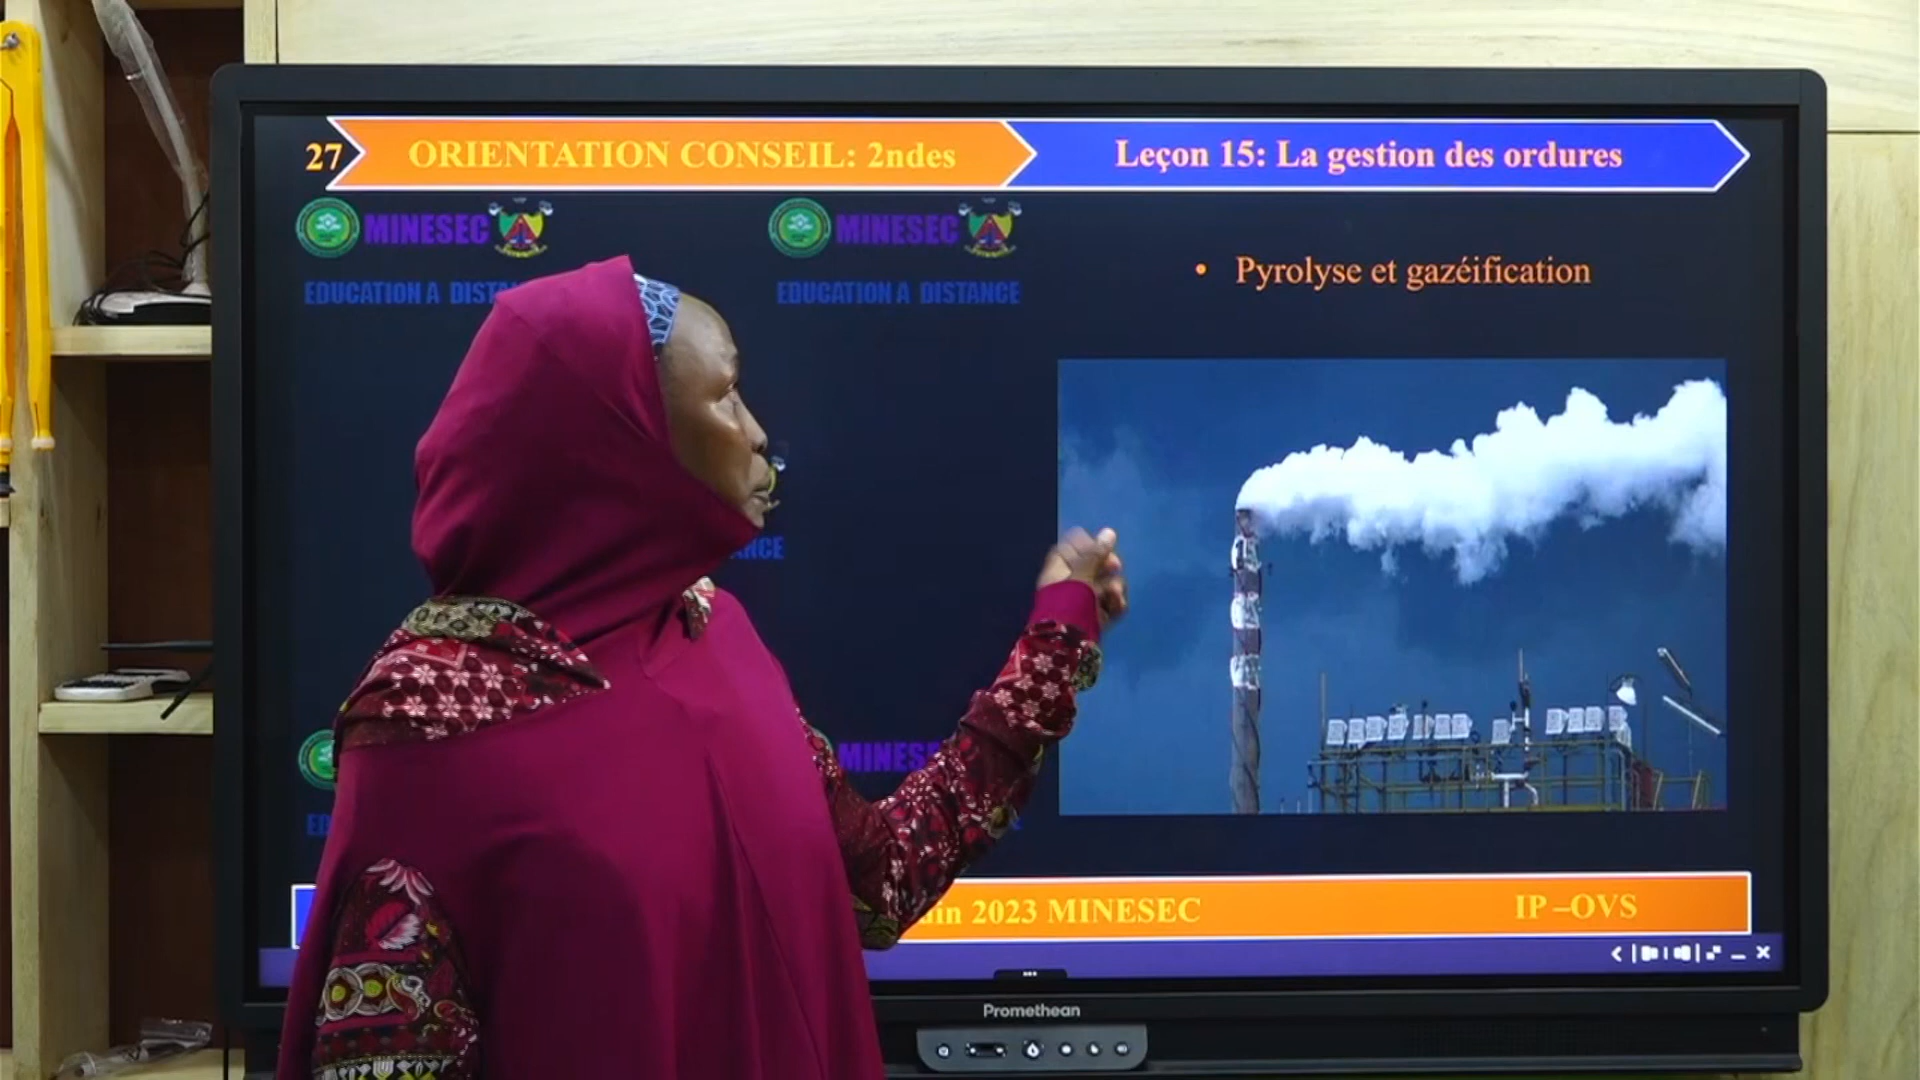 27
ORIENTATION CONSEIL: 2ndes
Leçon 15: La gestion des ordures
MINESEC
MINESEC
EDUCATION A
EDUCATION A DISTANCE
• Pyrolyse et gazéification
2023 MINESEC
IP –OVS
Promethean